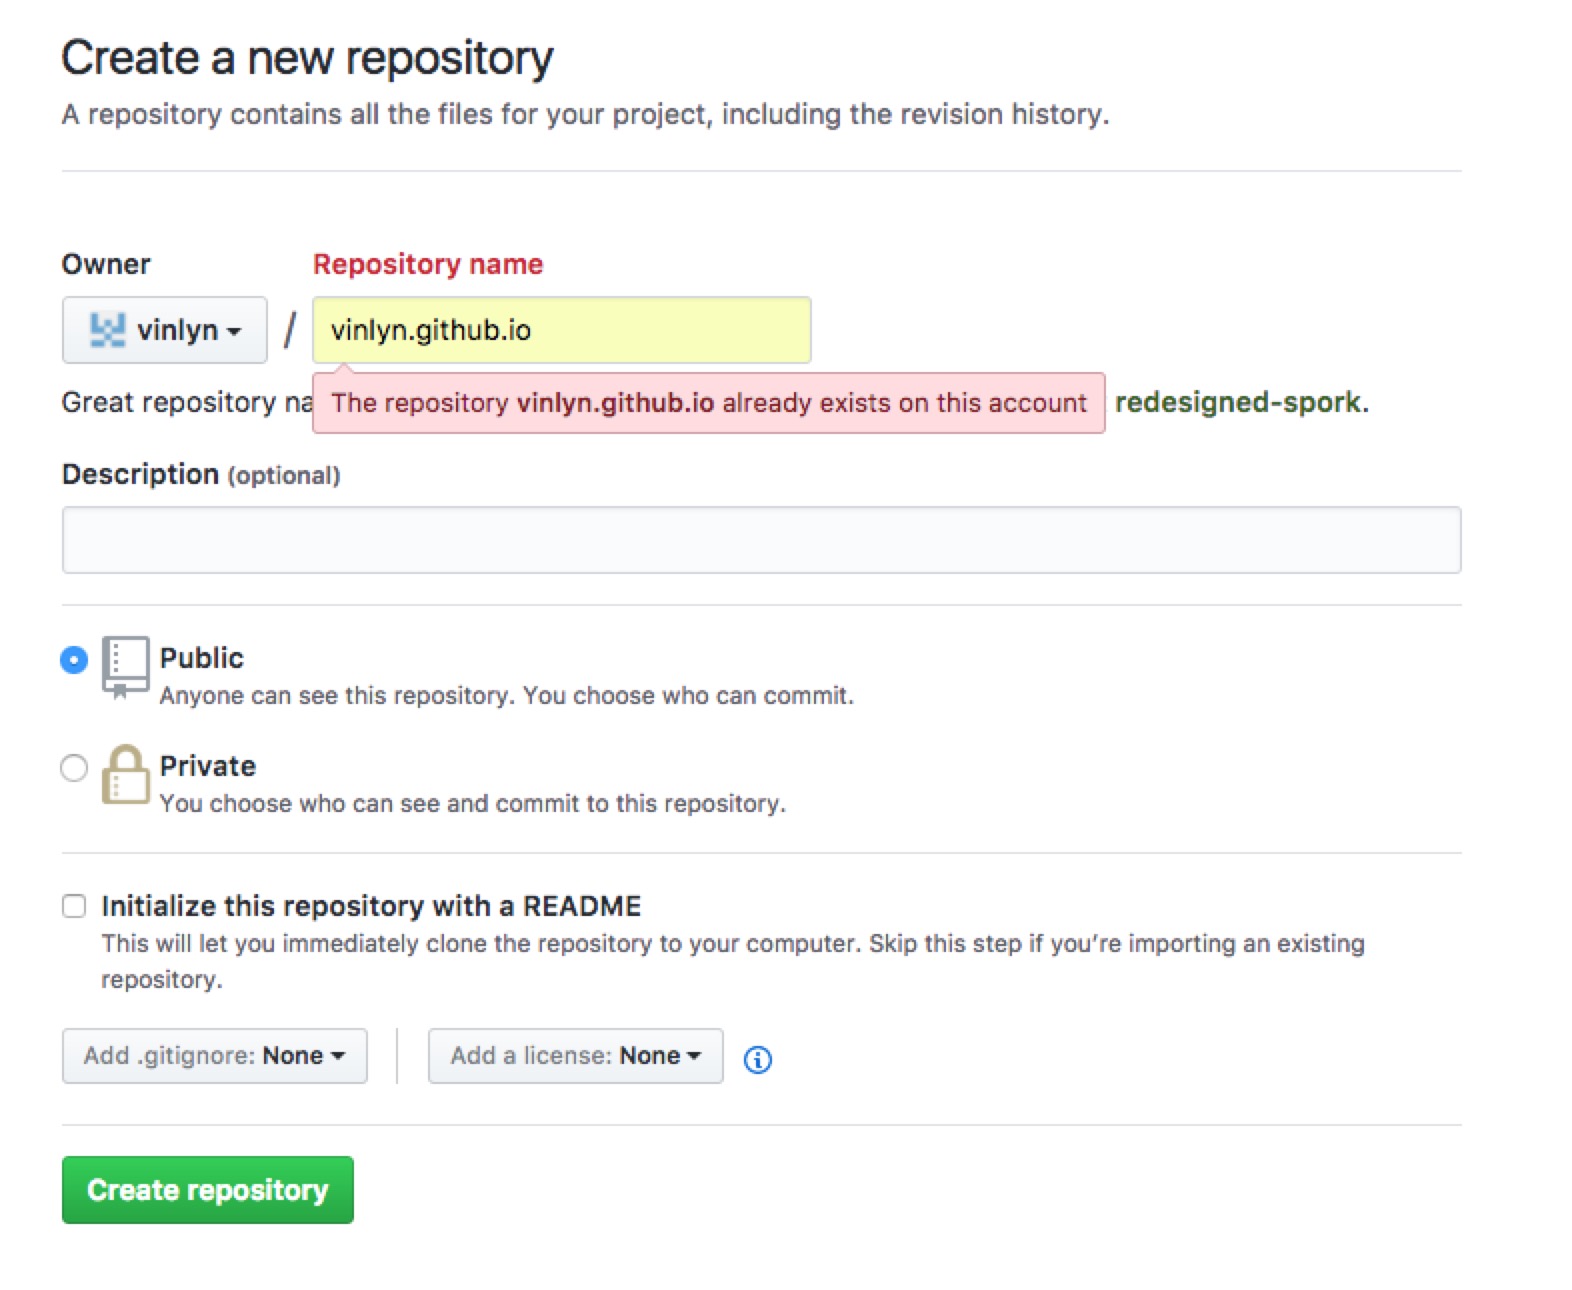 Create a new repository
A repository contains all the files for your project, including the revision history.
Owner
Repository name
vinlyn
/
vinlyn.github.io
Great repository na
The repository vinlyn.github.io already exists on this account
redesigned-spork.
Description (optional)
Public
Anyone can see this repository. You choose who can commit.
Private
You choose who can see and commit to this repository.
Initialize this repository with a README
This will let you immediately clone the repository to your computer. Skip this step if you’re importing an existing
repository.
Add .gitignore: None
Add a license: None
Create repository